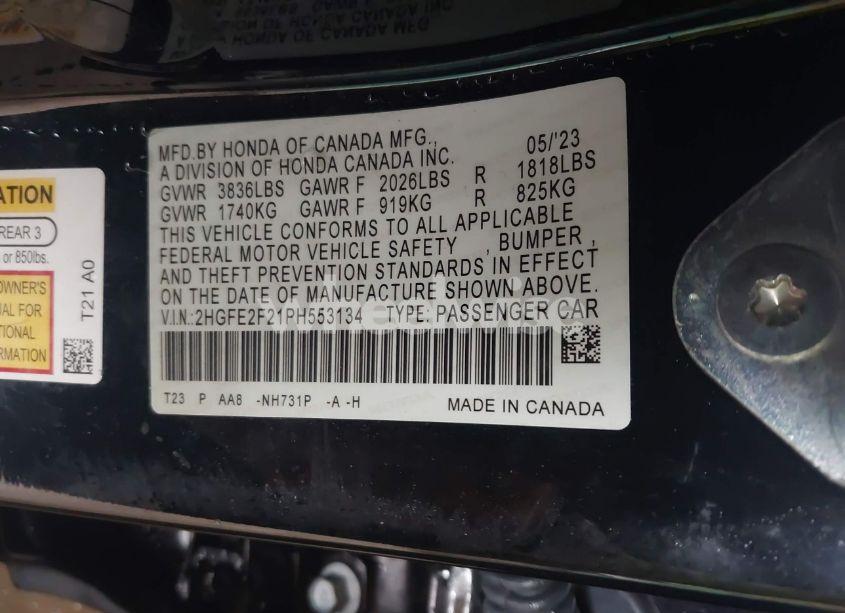 MFD.BY HONDA OF CANADA MFG., 05/'23
A DIVISION OF HONDA CANADA INC.
GVWR 3836LBS GAWR F 2026LBS R 1818LBS
GVWR 1740KG GAWR F 919KG R 825KG
THIS VEHICLE CONFORMS TO ALL APPLICABLE
FEDERAL MOTOR VEHICLE SAFETY , BUMPER ,
AND THEFT PREVENTION STANDARDS IN EFFECT
ON THE DATE OF MANUFACTURE SHOWN ABOVE.
V.I.N.:2HGFE2F21PH553134 TYPE: PASSENGER CAR
T23 P AA8 -NH731P -A -H
MADE IN CANADA
ATION
REAR 3
or 850lbs.
OWNER'S
UAL FOR
TIONAL
ORMATION
T21 A0